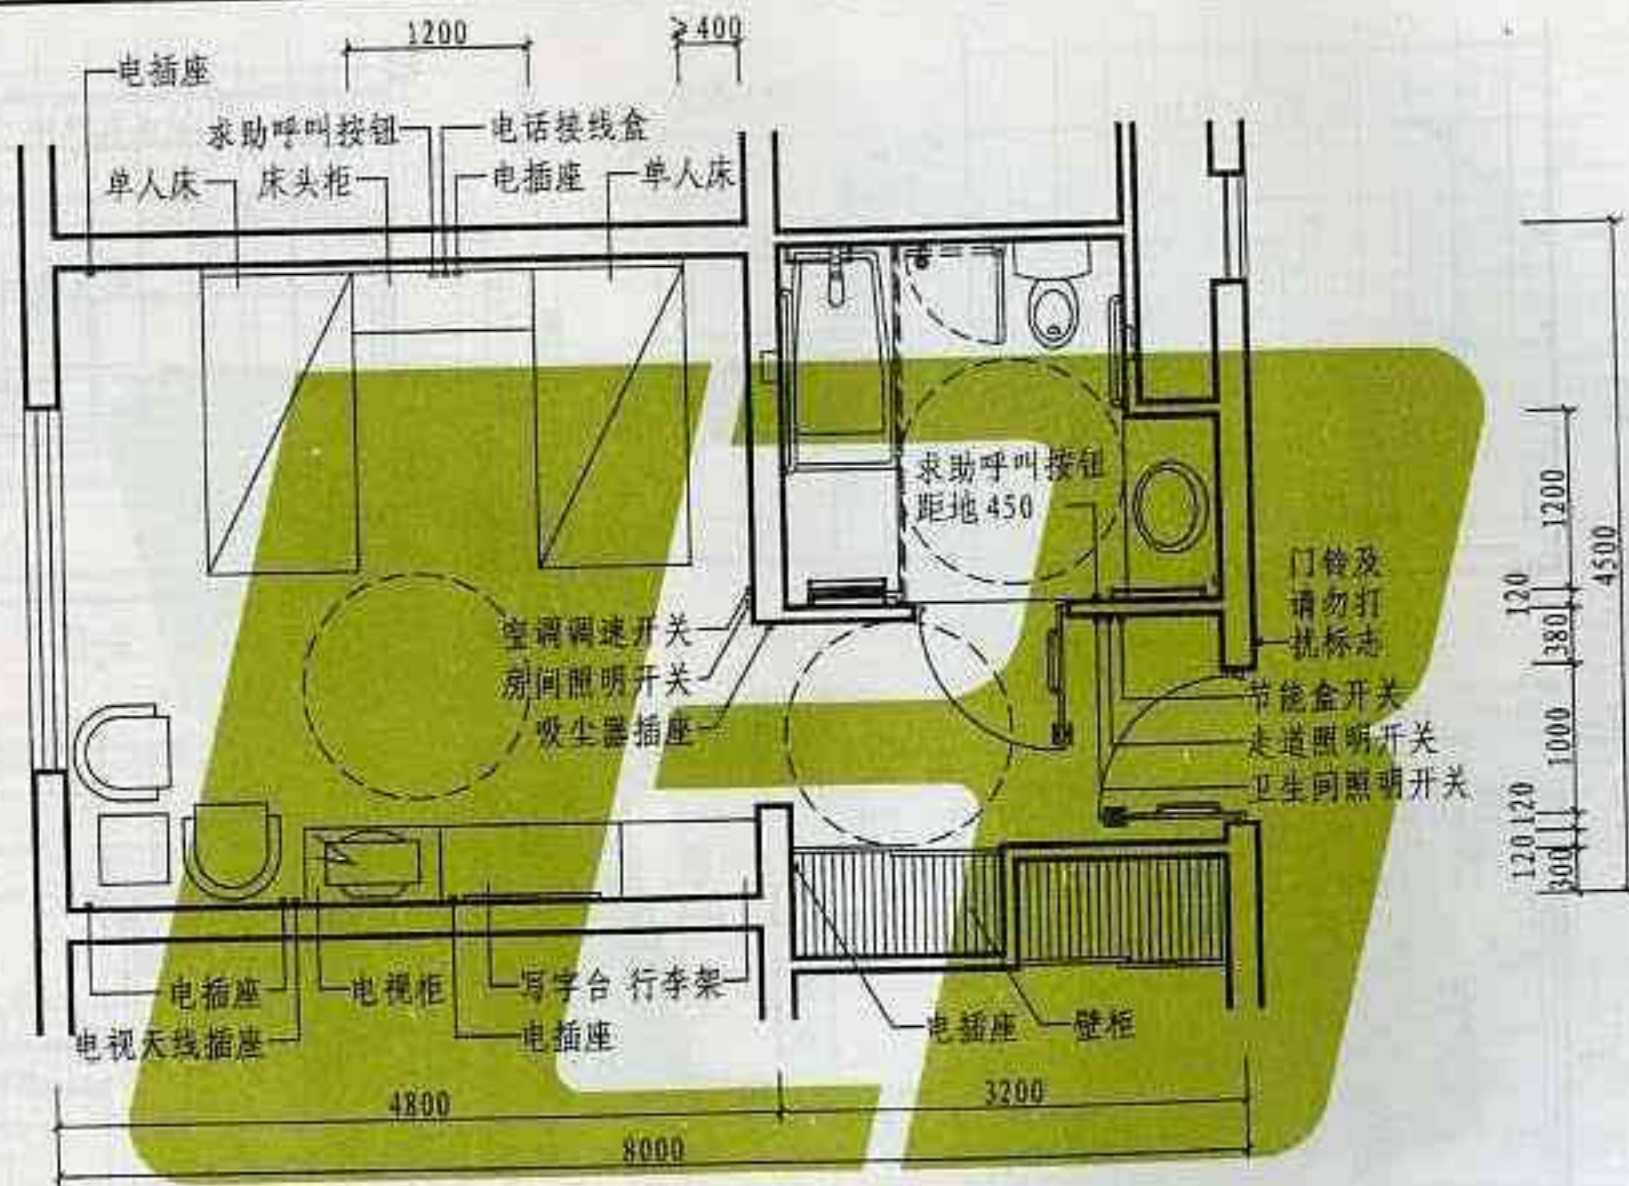 1200
≥400
电插座
求助呼叫按钮
电话接线盒
单人床
床头柜
电插座
单人床
求助呼叫按钮
距地 450
空调调速开关
房间照明开关
吸尘器插座
门铃及
请勿打
扰标志
节能盒开关
走道照明开关
卫生间照明开关
1200
120
380
1000
120
120
300
4500
电插座
电视柜
写字台
行李架
电视天线插座
电插座
电插座
壁柜
4800
3200
8000